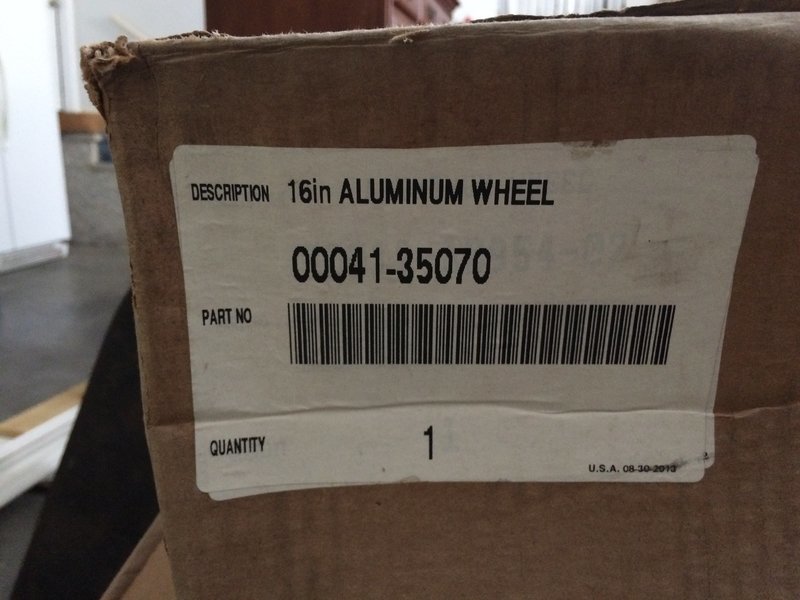 DESCRIPTION 16in ALUMINUM WHEEL
00041-35070
PART NO
QUANTITY 1
U.S.A. 08-30-2013